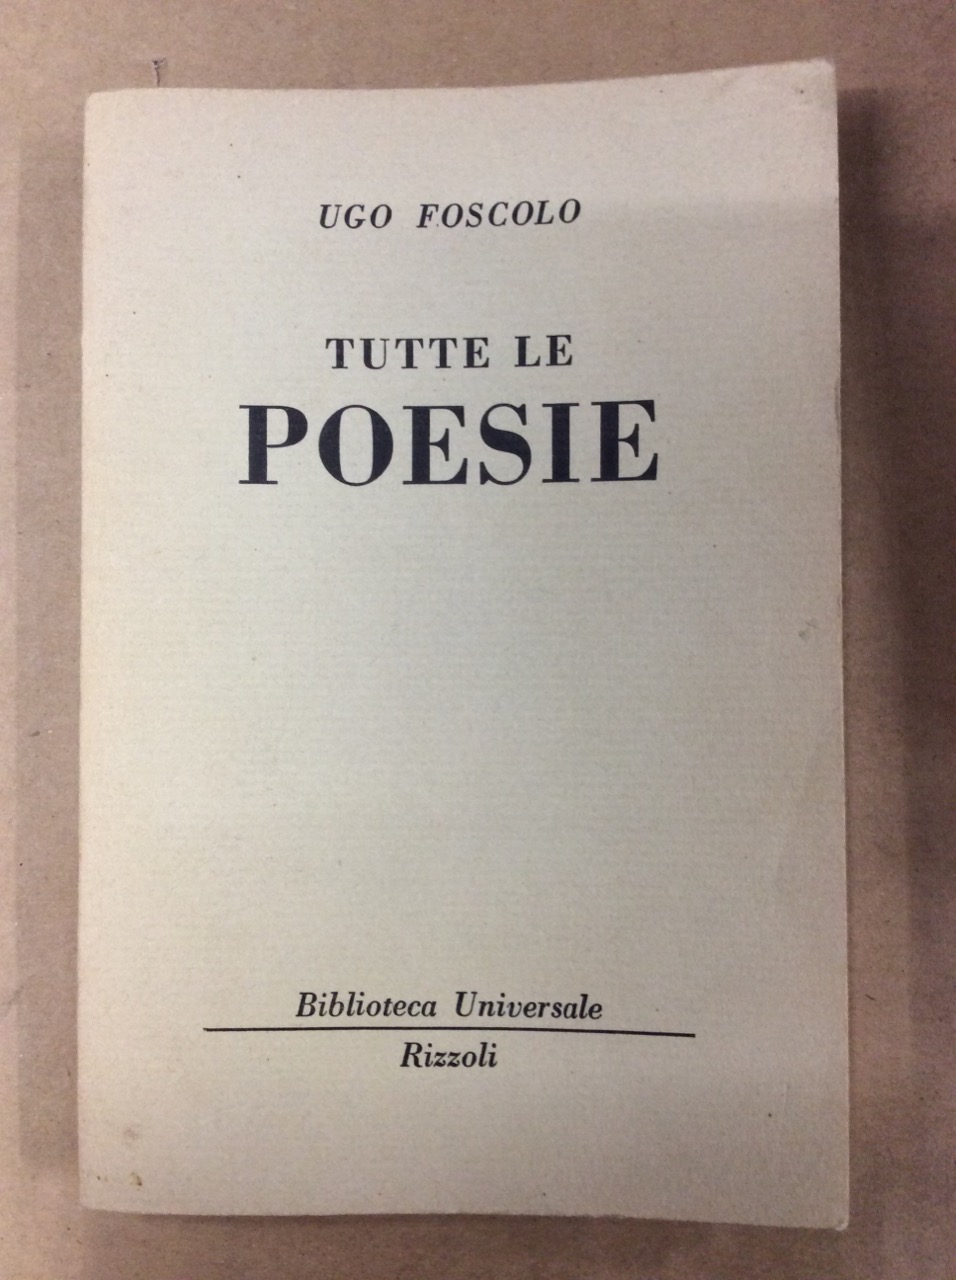 UGO FOSCOLO
TUTTE LE
POESIE
Biblioteca Universale
Rizzoli